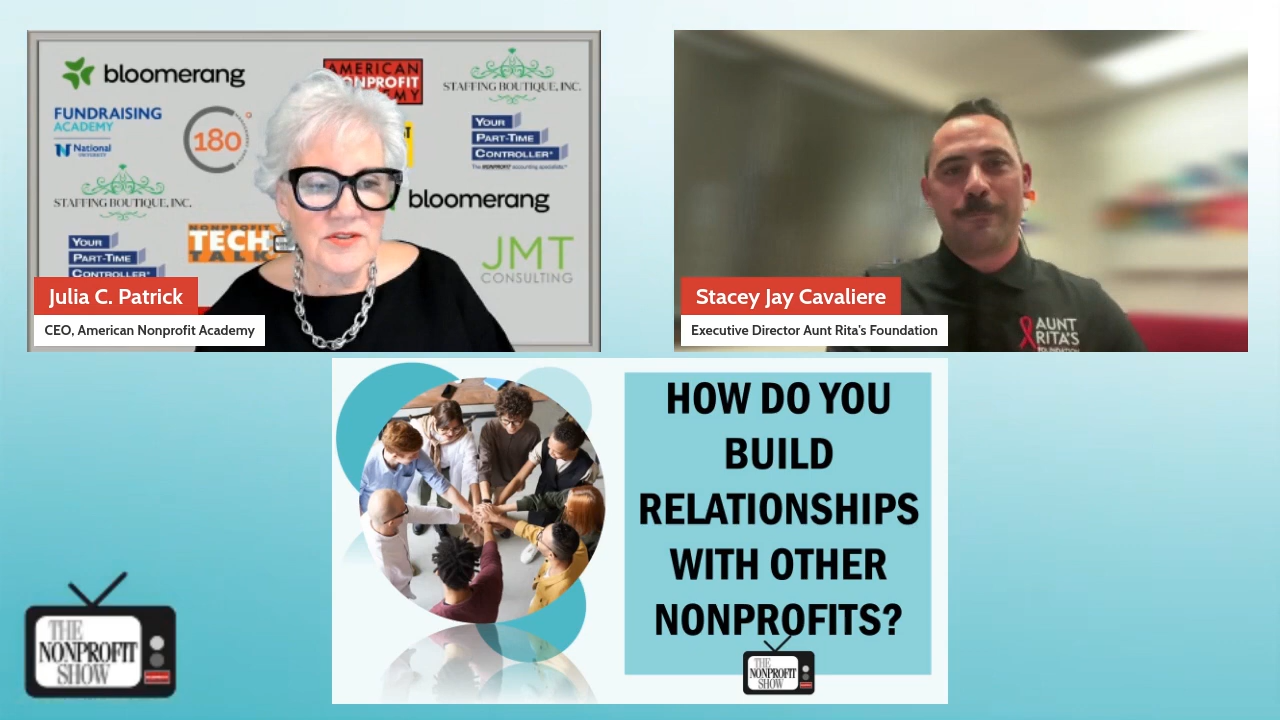 bloomerang
AMERICAN
NONPROFIT
STAFFING BOUTIQUE, INC.
FUNDRAISING
ACADEMY
National
UNIVERSITY
180°
YOUR
PART-TIME
CONTROLLER
STAFFING BOUTIQUE, INC.
bloomerang
YOUR
PART-TIME
CONTROLLER
NONPROFIT
TECH
TALK
JMT
CONSULTING
Julia C. Patrick
CEO, American Nonprofit Academy
AUNT
RITA'S
FOUNDATION
Stacey Jay Cavaliere
Executive Director Aunt Rita's Foundation
HOW DO YOU
BUILD
RELATIONSHIPS
WITH OTHER
NONPROFITS?
THE
NONPROFIT
SHOW
THE
NONPROFIT
SHOW